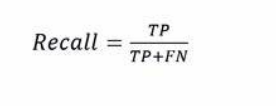 Recall = TP / TP+FN